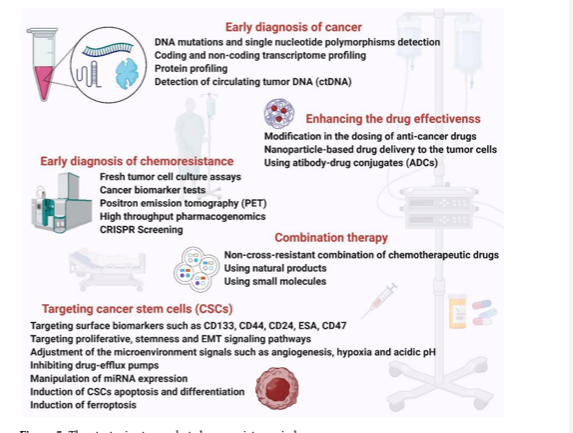 Early diagnosis of cancer
DNA mutations and single nucleotide polymorphisms detection
Coding and non-coding transcriptome profiling
Protein profiling
Detection of circulating tumor DNA (ctDNA)
Enhancing the drug effectivenss
Modification in the dosing of anti-cancer drugs
Nanoparticle-based drug delivery to the tumor cells
Using atibody-drug conjugates (ADCs)
Early diagnosis of chemoresistance
Fresh tumor cell culture assays
Cancer biomarker tests
Positron emission tomography (PET)
High throughput pharmacogenomics
CRISPR Screening
Combination therapy
Non-cross-resistant combination of chemotherapeutic drugs
Using natural products
Using small molecules
Targeting cancer stem cells (CSCs)
Targeting surface biomarkers such as CD133, CD44, CD24, ESA, CD47
Targeting proliferative, stemness and EMT signaling pathways
Adjustment of the microenvironment signals such as angiogenesis, hypoxia and acidic pH
Inhibiting drug-efflux pumps
Manipulation of miRNA expression
Induction of CSCs apoptosis and differentiation
Induction of ferroptosis